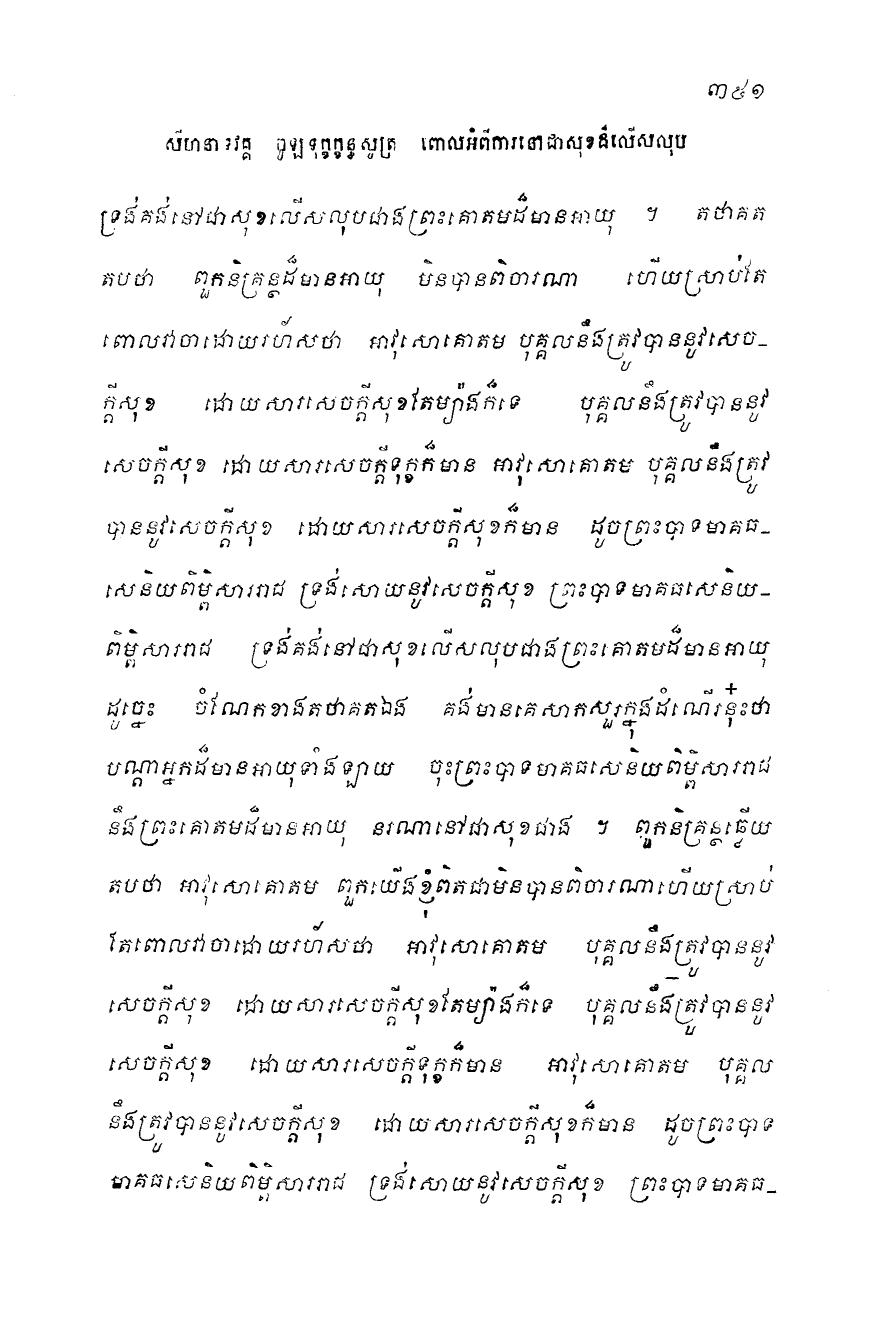 ៣៤១
សីហនាទវគ្គ ចូឡទុក្ខក្ខន្ធសូត្រ ពោលអំពីការនៅជាសុខដ៏លើសលុប
ទ្រង់គង់នៅជាសុខលើសលុបជាងព្រះគោតមដ៏មានអាយុ ។ តថាគត
តបថា ពួកនិគ្រន្ថដ៏មានអាយុ មិនបានពិចារណា ហើយស្រាប់តែ
ពោលវាចាដោយរហ័សថា អាវុសោគោតម បុគ្គលនឹងត្រូវបាននូវសេច-
ក្តីសុខ ដោយសារសេចក្តីសុខតែម្យ៉ាងក៏ទេ បុគ្គលនឹងត្រូវបាននូវ
សេចក្តីសុខ ដោយសារសេចក្តីទុក្ខក៏មាន អាវុសោគោតម បុគ្គលនឹងត្រូវ
បាននូវសេចក្តីសុខ ដោយសារសេចក្តីសុខក៏មាន ដូចព្រះបាទមាគធ-
សេនិយពិម្ពិសាររាជ ទ្រង់សោយនូវសេចក្តីសុខ ព្រះបាទមាគធសេនិយ-
ពិម្ពិសាររាជ ទ្រង់គង់នៅជាសុខលើសលុបជាងព្រះគោតមដ៏មានអាយុ
ដូច្នេះ ចំណែកខាងតថាគតឯង គង់មានគេសាកសួរក្នុងដំណើរនុ៎ះថា
បណ្តាអ្នកដ៏មានអាយុទាំងឡាយ ចុះព្រះបាទមាគធសេនិយពិម្ពិសាររាជ
នឹងព្រះគោតមដ៏មានអាយុ នរណានៅជាសុខជាង ។ ពួកនិគ្រន្ថឆ្លើយ
តបថា អាវុសោគោតម ពួកយើងខ្ញុំពិតជាមិនបានពិចារណាហើយស្រាប់
តែពោលវាចាដោយរហ័សថា អាវុសោគោតម បុគ្គលនឹងត្រូវបាននូវ
សេចក្តីសុខ ដោយសារសេចក្តីសុខតែម្យ៉ាងក៏ទេ បុគ្គលនឹងត្រូវបាននូវ
សេចក្តីសុខ ដោយសារសេចក្តីទុក្ខក៏មាន អាវុសោគោតម បុគ្គល
នឹងត្រូវបាននូវសេចក្តីសុខ ដោយសារសេចក្តីសុខក៏មាន ដូចព្រះបាទ
មាគធសេនិយពិម្ពិសាររាជ ទ្រង់សោយនូវសេចក្តីសុខ ព្រះបាទមាគធ-